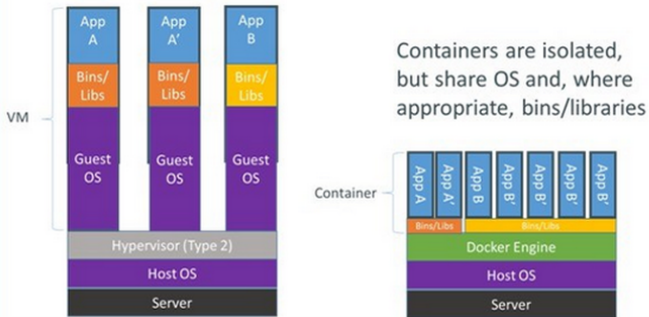 App
A
App
A'
App
B
Bins/
Libs
Bins/
Libs
Bins/
Libs
VM
Guest
OS
Guest
OS
Guest
OS
Hypervisor (Type 2)
Host OS
Server
Containers are isolated,
but share OS and, where
appropriate, bins/libraries
Container
App A
App A'
App B
App B'
App B'
App B'
App B'
Bins/Libs
Bins/Libs
Docker Engine
Host OS
Server